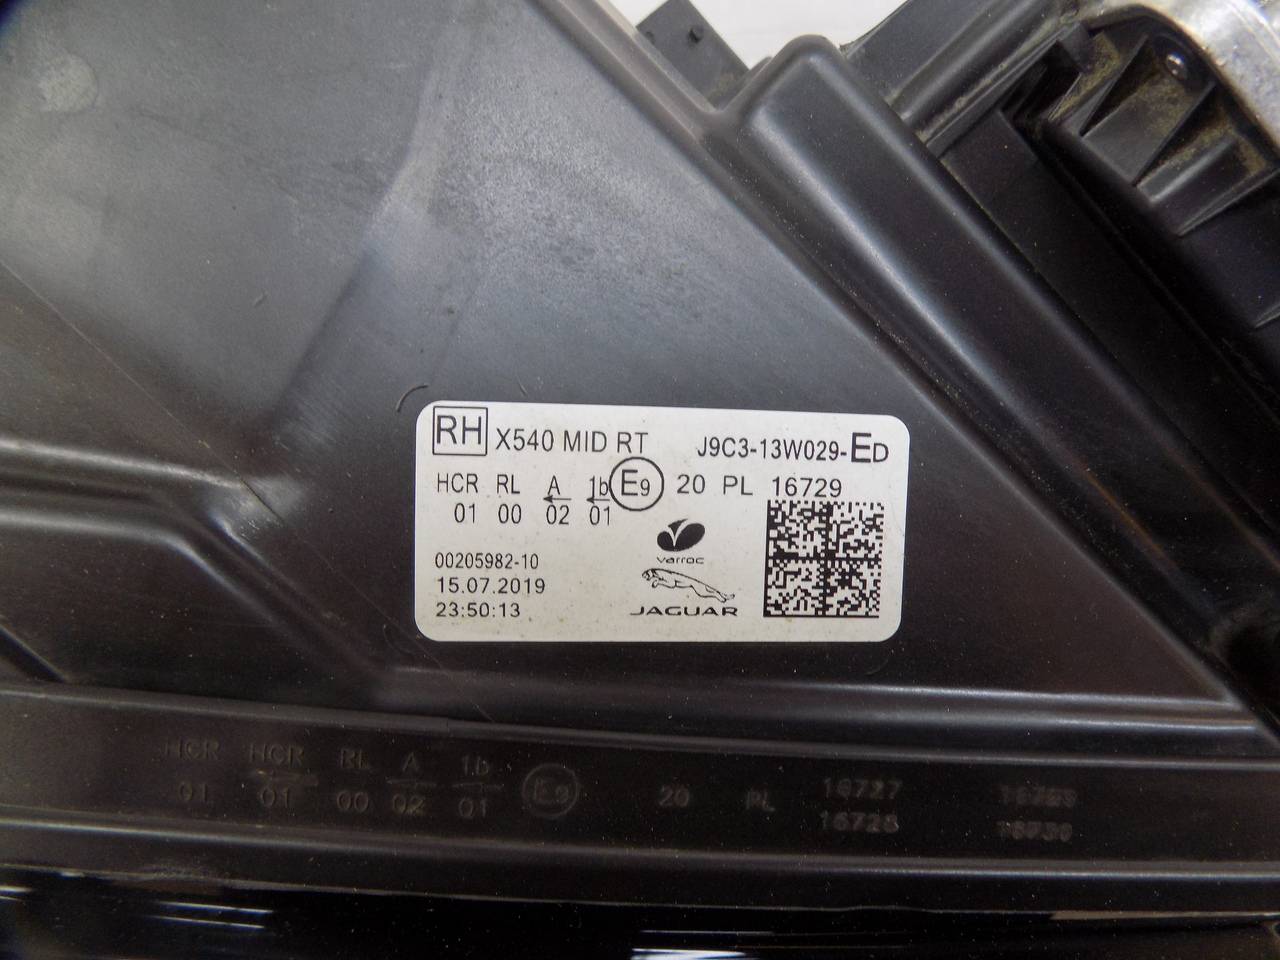 RH X540 MID RT J9C3-13W029-ED
HCR RL A 1b E9 20 PL 16729
01 00 02 01
00205982-10
15.07.2019
23:50:13
varroc
JAGUAR
HCR HCR RL A 1b E9 20 PL 16727
01 01 00 02 01 16728 16730